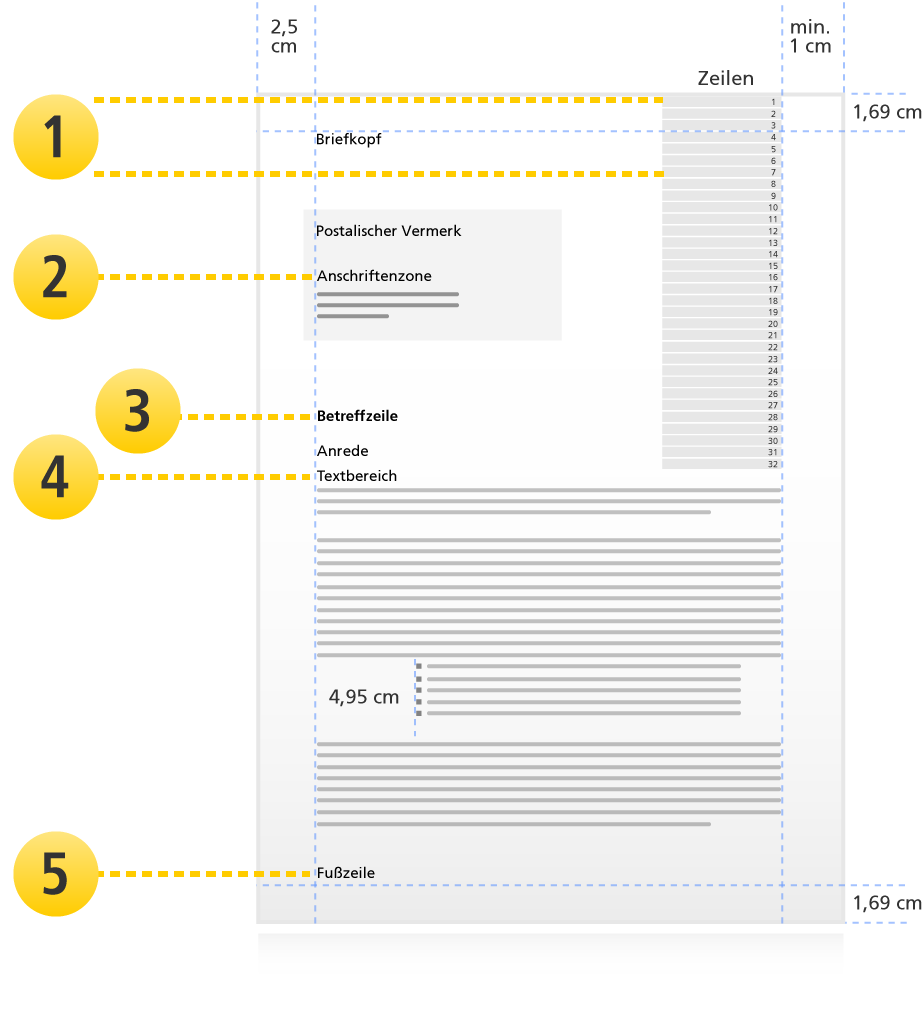 2,5
cm
min.
1 cm
Zeilen
1
1
2
3
4
5
6
7
8
9
10
11
12
13
14
15
16
17
18
19
20
21
22
23
24
25
26
27
28
29
30
31
32
1,69 cm
Briefkopf
Postalischer Vermerk
2
Anschriftenzone
3
Betreffzeile
Anrede
4
Textbereich
4,95 cm
5
Fußzeile
1,69 cm